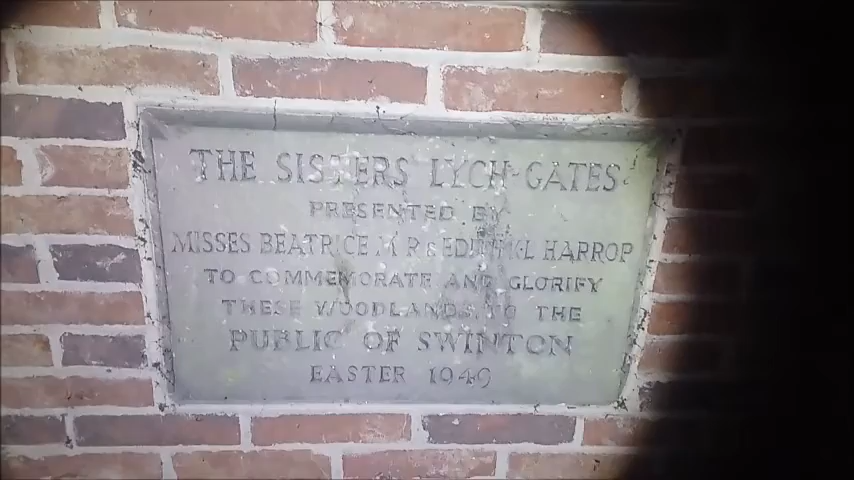 THE SISTERS LYCH-GATES
PRESENTED BY
MISSES BEATRICE M R & EDITH L HARROP
TO COMMEMORATE AND GLORIFY
THESE WOODLANDS TO THE
PUBLIC OF SWINTON
EASTER 1949